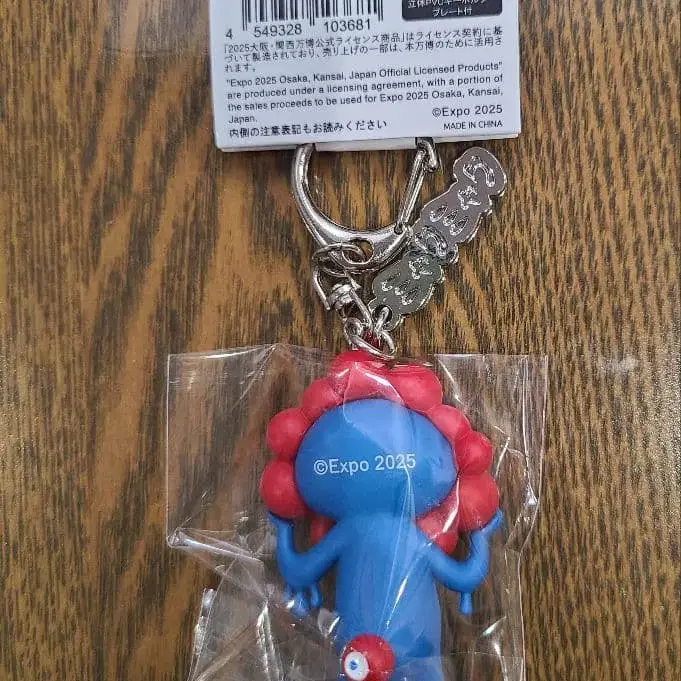 4 549328 103681
立体PVCキーホルダー
プレート付
「2025大阪・関西万博公式ライセンス商品」はライセンス契約に基
づいて製造されており、売り上げの一部は、本万博のために活用さ
れます。
"Expo 2025 Osaka, Kansai, Japan Official Licensed Products"
are produced under a licensing agreement, with a portion of
the sales proceeds to be used for Expo 2025 Osaka, Kansai,
Japan.
©Expo 2025
内側の注意表記もお読みください
MADE IN CHINA
©Expo 2025